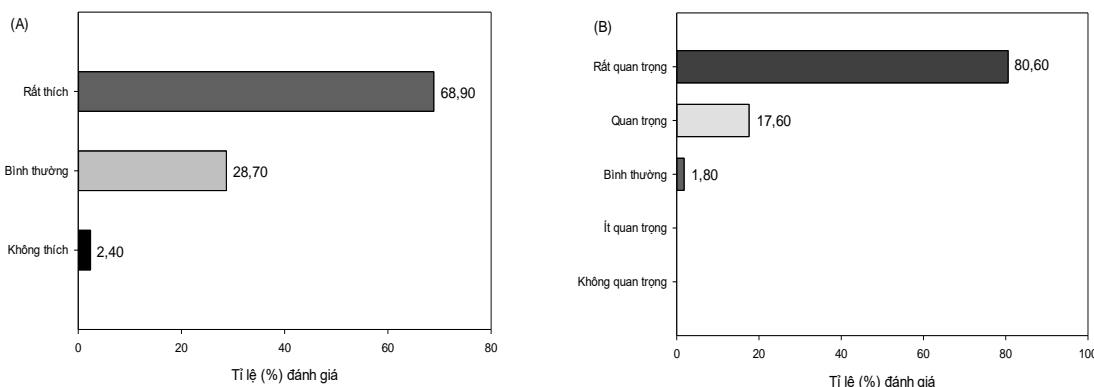 (A)
Rất thích
68,90
Bình thường
28,70
Không thích
2,40
0 20 40 60 80
Tỉ lệ (%) đánh giá
(B)
Rất quan trọng
80,60
Quan trọng
17,60
Bình thường
1,80
Ít quan trọng
Không quan trọng
0 20 40 60 80 100
Tỉ lệ (%) đánh giá